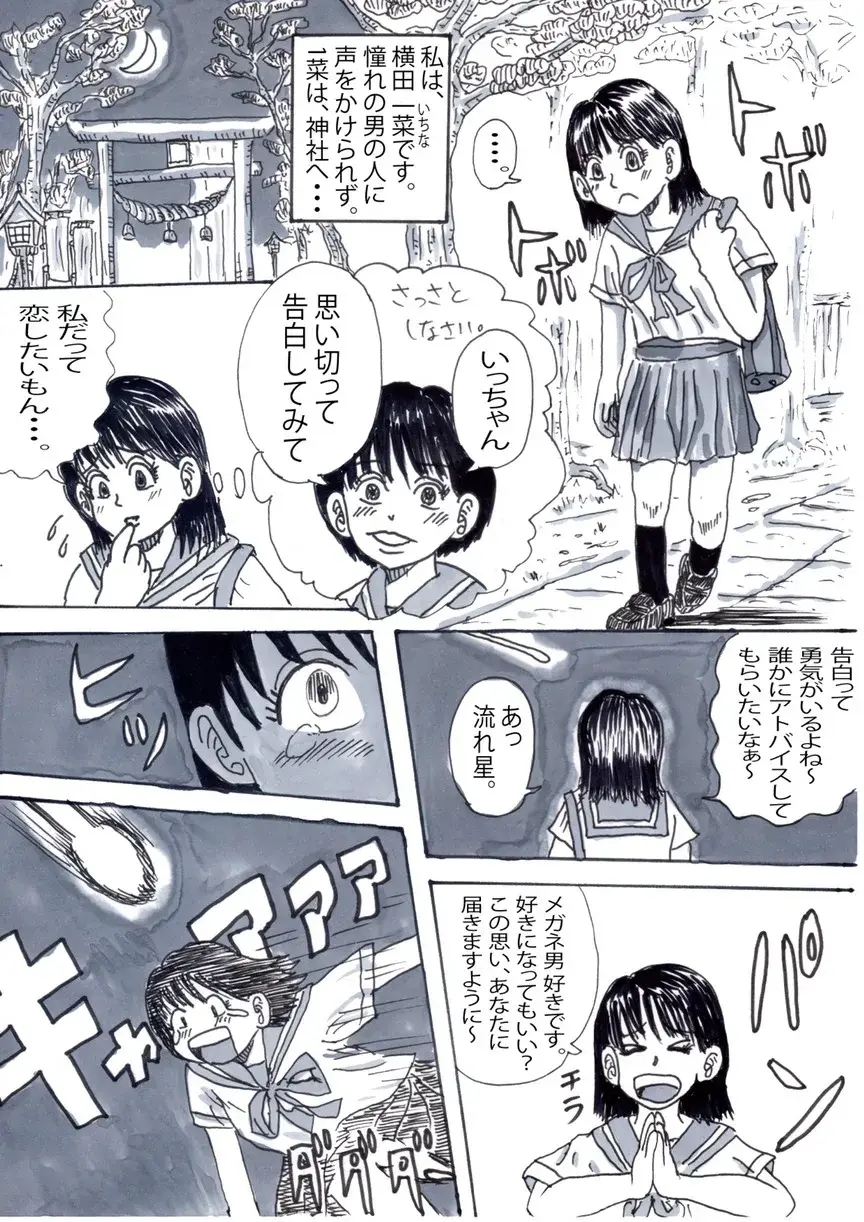 私は、
横田一菜です。
いちな
憧れの男の人に
声をかけられず。
1菜は、神社へ・・・
・・・・。
トボ
トボ
さっさと
しなさい。
いっちゃん
思い切って
告白してみて
私だって
恋したいもん・・・。
告白って
勇気がいるよね〜
誰かにアトバイスして
もらいたいなぁ〜
あっ
流れ星。
ヒッ
パン
メガネ男好きです。
好きになってもいい?
この思い、あなたに
届きますように〜
チラ
キャアァァ
ダダダ